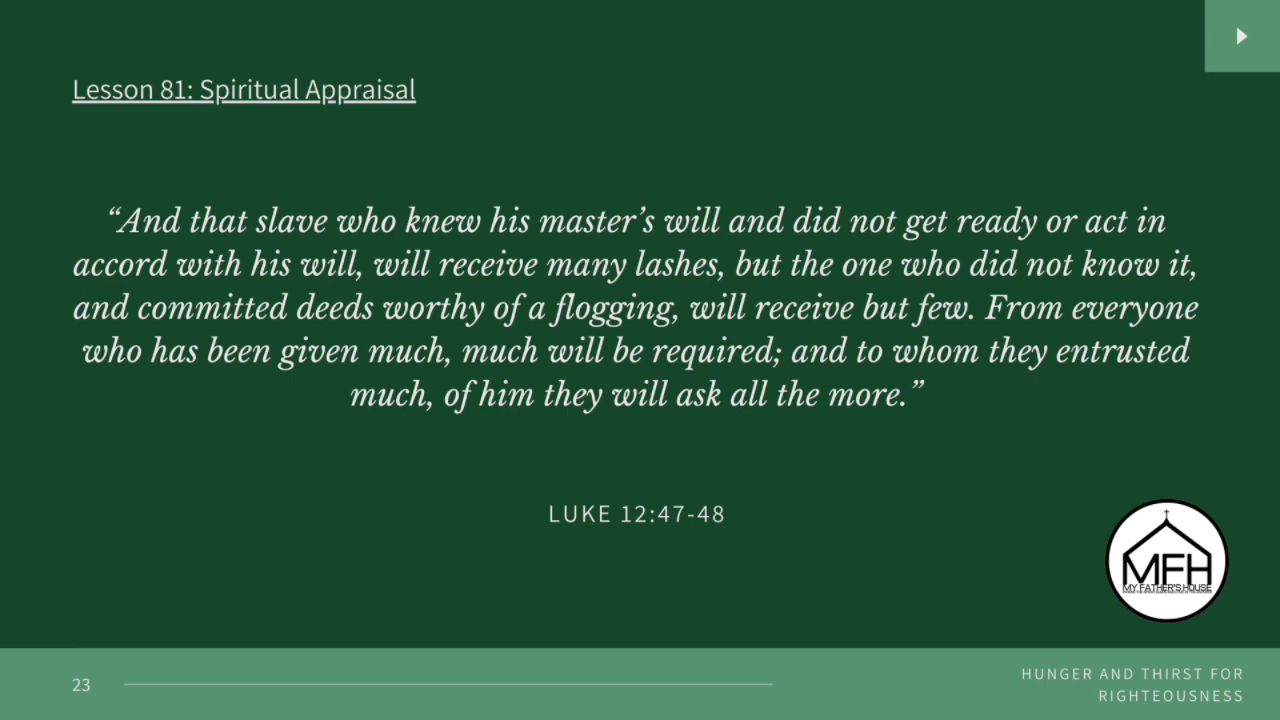 Lesson 81: Spiritual Appraisal
“And that slave who knew his master’s will and did not get ready or act in
accord with his will, will receive many lashes, but the one who did not know it,
and committed deeds worthy of a flogging, will receive but few. From everyone
who has been given much, much will be required; and to whom they entrusted
much, of him they will ask all the more.”
LUKE 12:47-48
MFH
MY FATHER'S HOUSE
23
HUNGER AND THIRST FOR
RIGHTEOUSNESS